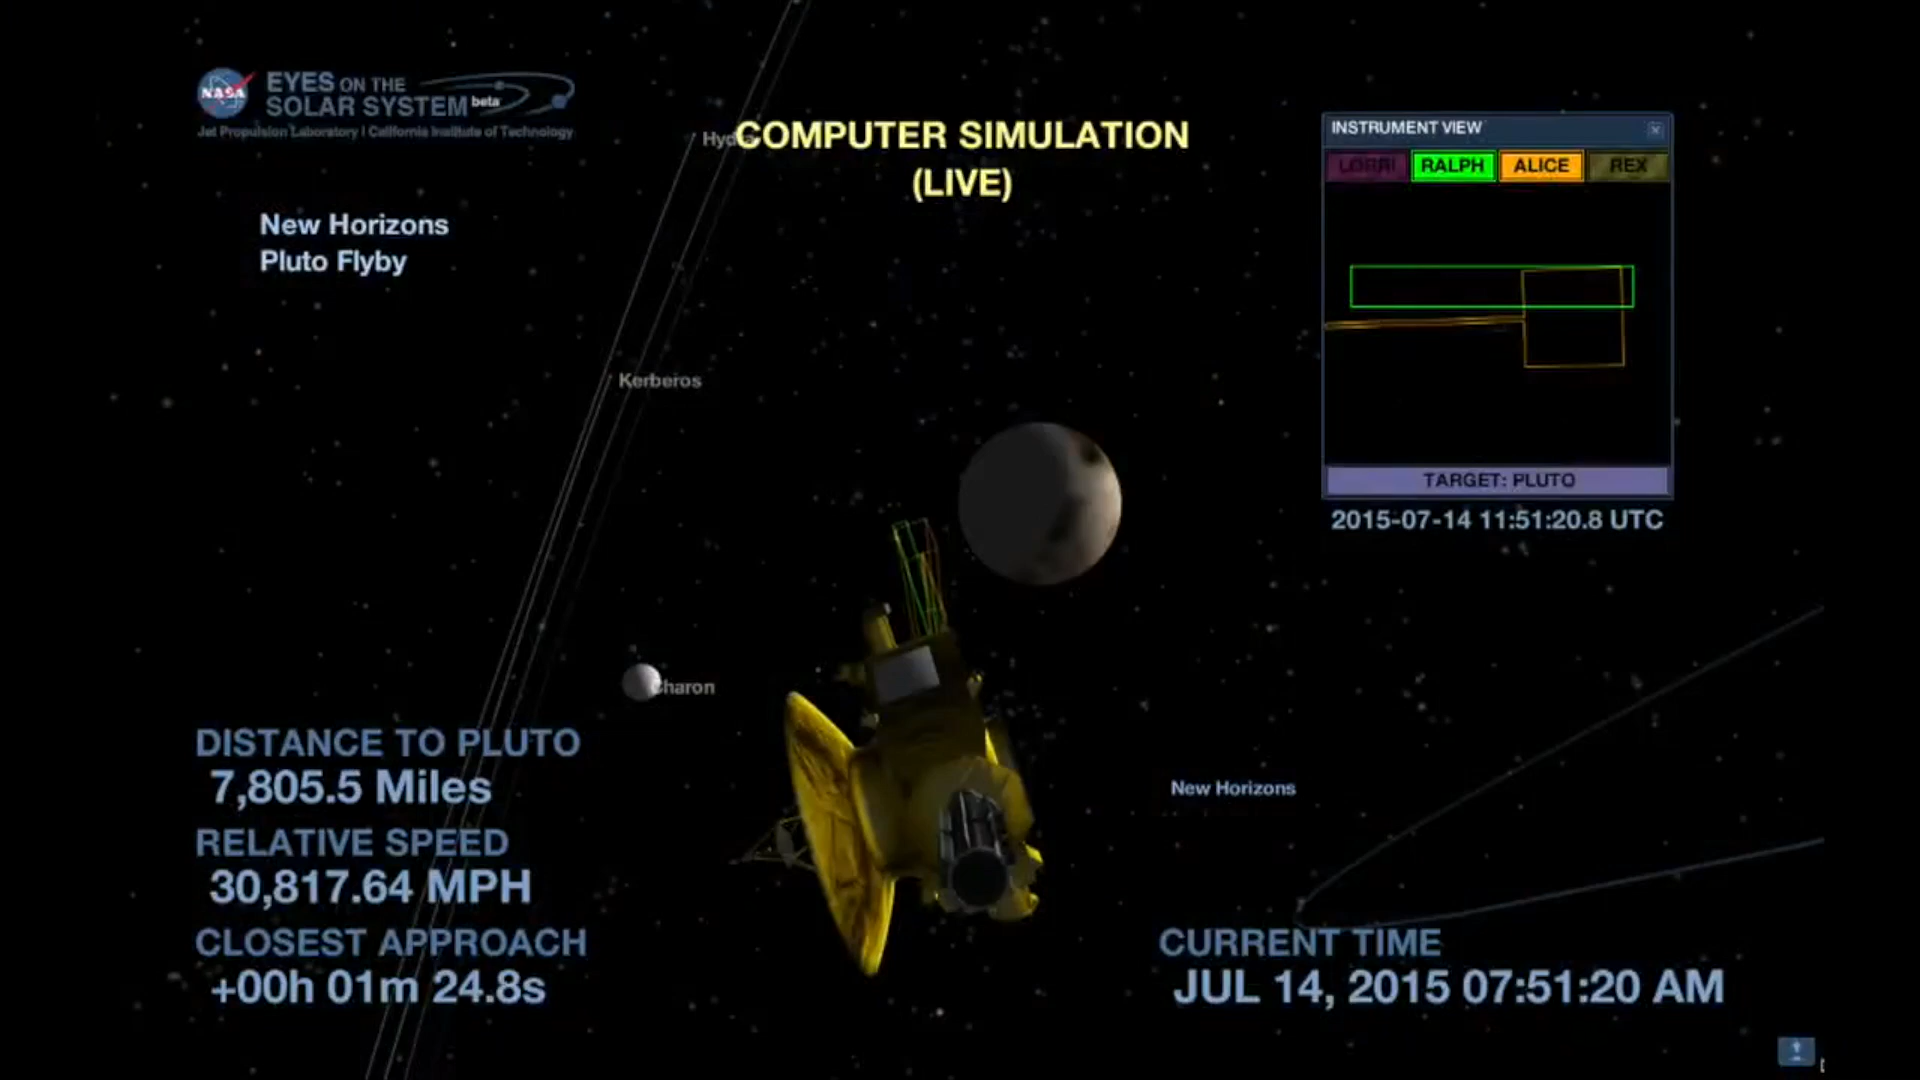 NASA
EYES ON THE
SOLAR SYSTEM beta
Jet Propulsion Laboratory | California Institute of Technology
COMPUTER SIMULATION
(LIVE)
New Horizons
Pluto Flyby
INSTRUMENT VIEW
LORRI RALPH ALICE REX
TARGET: PLUTO
2015-07-14 11:51:20.8 UTC
Kerberos
Charon
New Horizons
DISTANCE TO PLUTO
7,805.5 Miles
RELATIVE SPEED
30,817.64 MPH
CLOSEST APPROACH
+00h 01m 24.8s
CURRENT TIME
JUL 14, 2015 07:51:20 AM